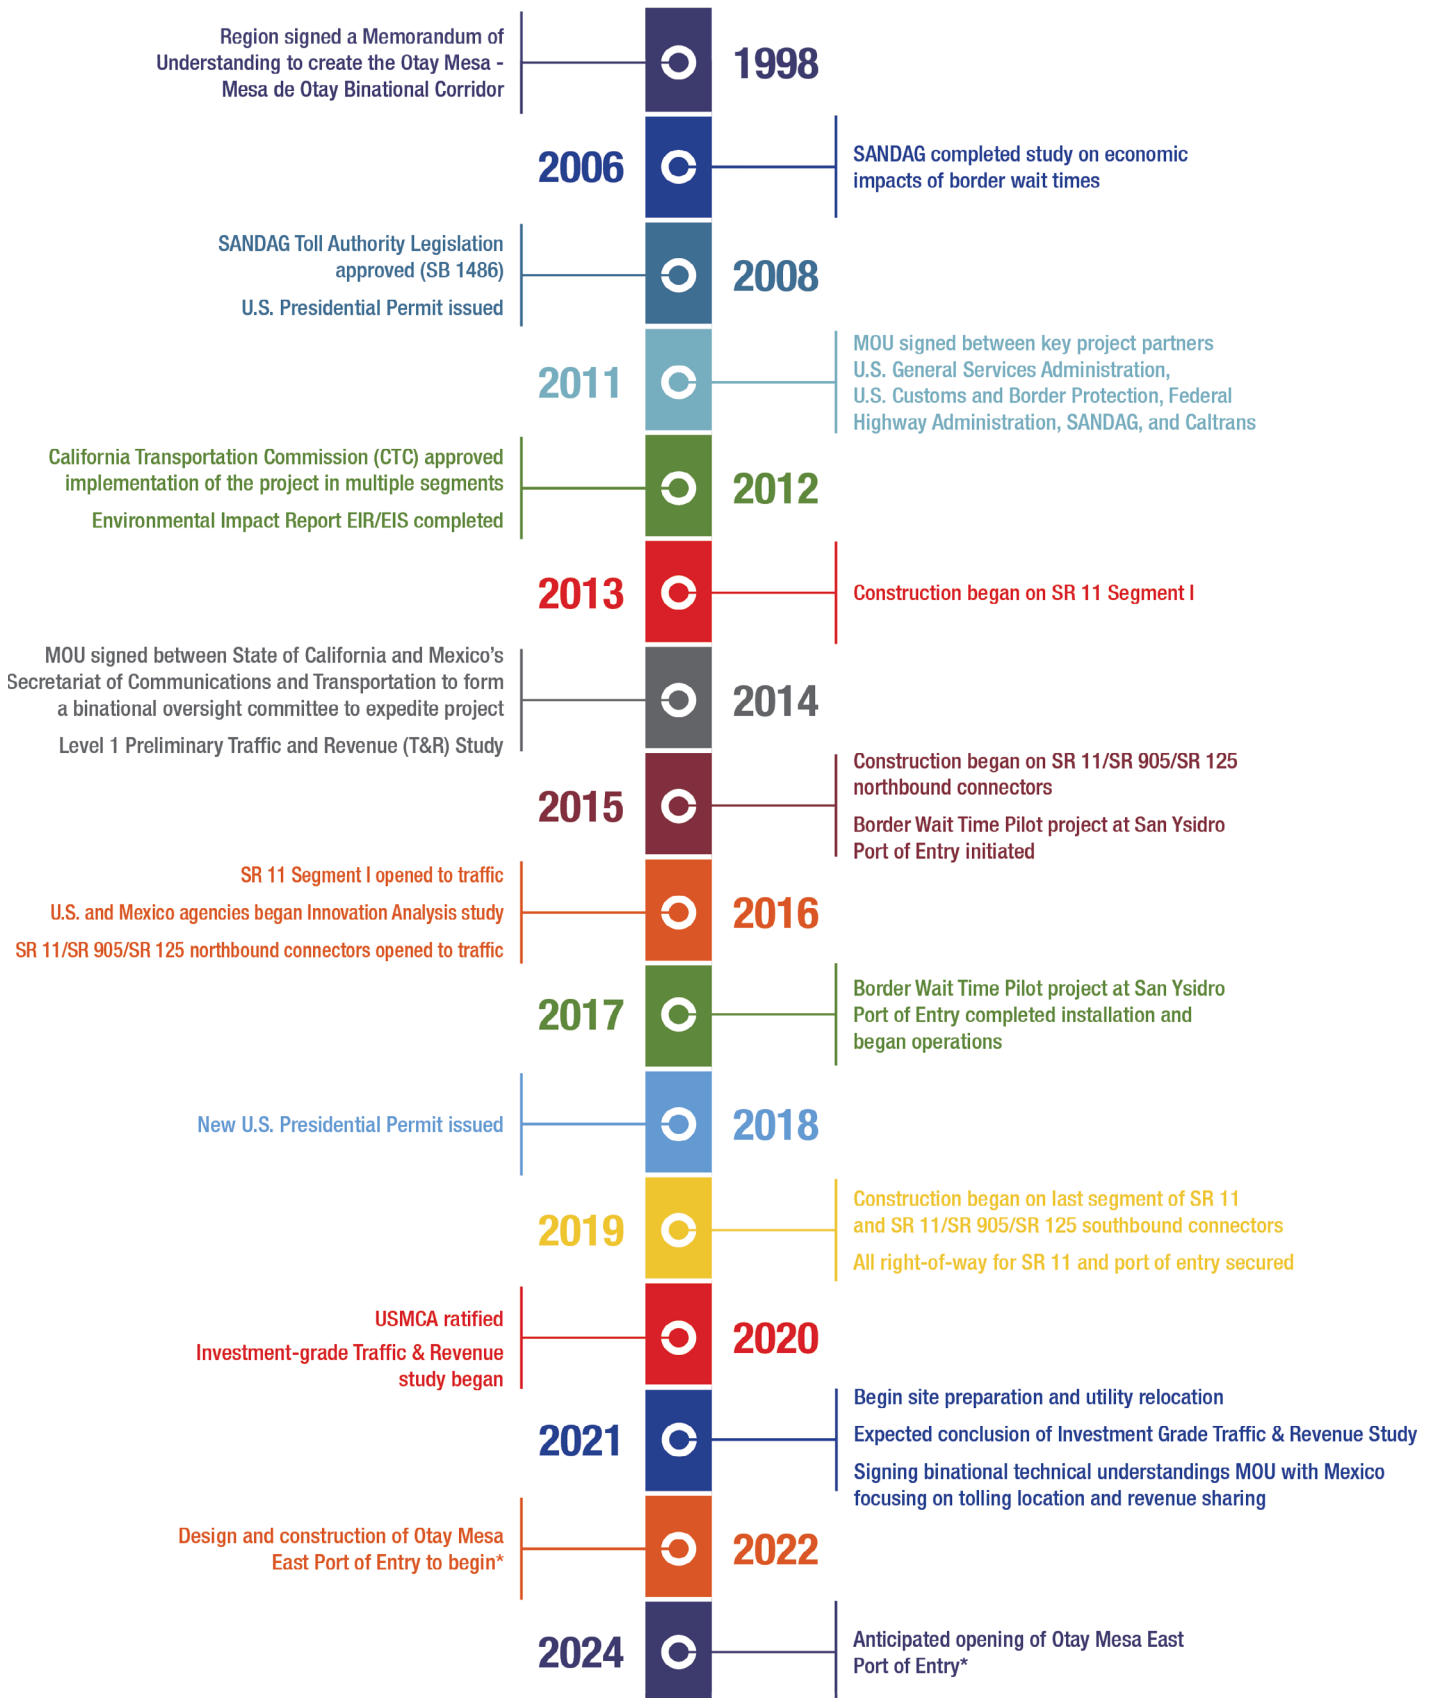 Region signed a Memorandum of
Understanding to create the Otay Mesa -
Mesa de Otay Binational Corridor
1998
2006
SANDAG completed study on economic
impacts of border wait times
SANDAG Toll Authority Legislation
approved (SB 1486)
U.S. Presidential Permit issued
2008
2011
MOU signed between key project partners
U.S. General Services Administration,
U.S. Customs and Border Protection, Federal
Highway Administration, SANDAG, and Caltrans
California Transportation Commission (CTC) approved
implementation of the project in multiple segments
Environmental Impact Report EIR/EIS completed
2012
2013
Construction began on SR 11 Segment I
MOU signed between State of California and Mexico’s
Secretariat of Communications and Transportation to form
a binational oversight committee to expedite project
Level 1 Preliminary Traffic and Revenue (T&R) Study
2014
2015
Construction began on SR 11/SR 905/SR 125
northbound connectors
Border Wait Time Pilot project at San Ysidro
Port of Entry initiated
SR 11 Segment I opened to traffic
U.S. and Mexico agencies began Innovation Analysis study
SR 11/SR 905/SR 125 northbound connectors opened to traffic
2016
2017
Border Wait Time Pilot project at San Ysidro
Port of Entry completed installation and
began operations
New U.S. Presidential Permit issued
2018
2019
Construction began on last segment of SR 11
and SR 11/SR 905/SR 125 southbound connectors
All right-of-way for SR 11 and port of entry secured
USMCA ratified
Investment-grade Traffic & Revenue
study began
2020
2021
Begin site preparation and utility relocation
Expected conclusion of Investment Grade Traffic & Revenue Study
Signing binational technical understandings MOU with Mexico
focusing on tolling location and revenue sharing
Design and construction of Otay Mesa
East Port of Entry to begin*
2022
2024
Anticipated opening of Otay Mesa East
Port of Entry*